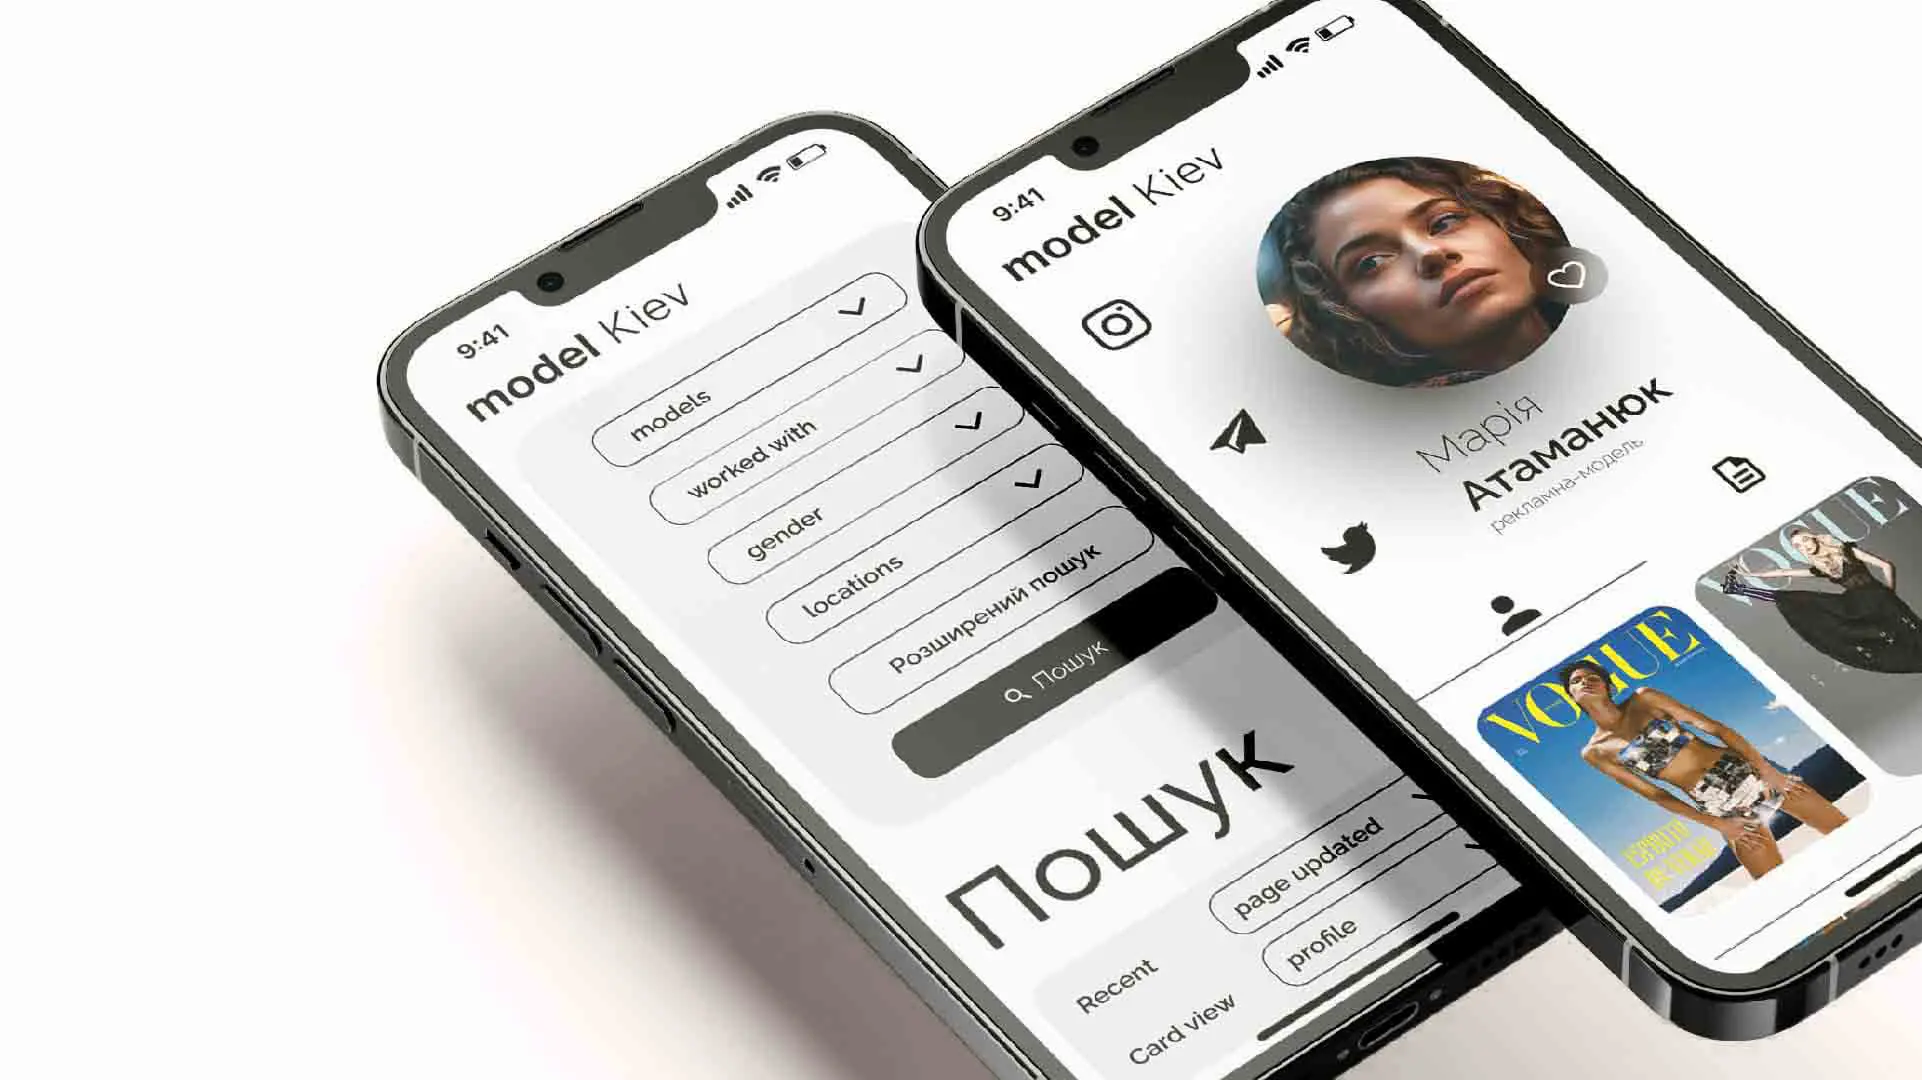 9:41
model Kiev
models
worked with
gender
locations
Розширений пошук
Пошук
Пошук
page updated
profile
Recent
Card view
9:41
model Kiev
Марія
Атаманюк
рекламна-модель
VOGUE
VOGUE